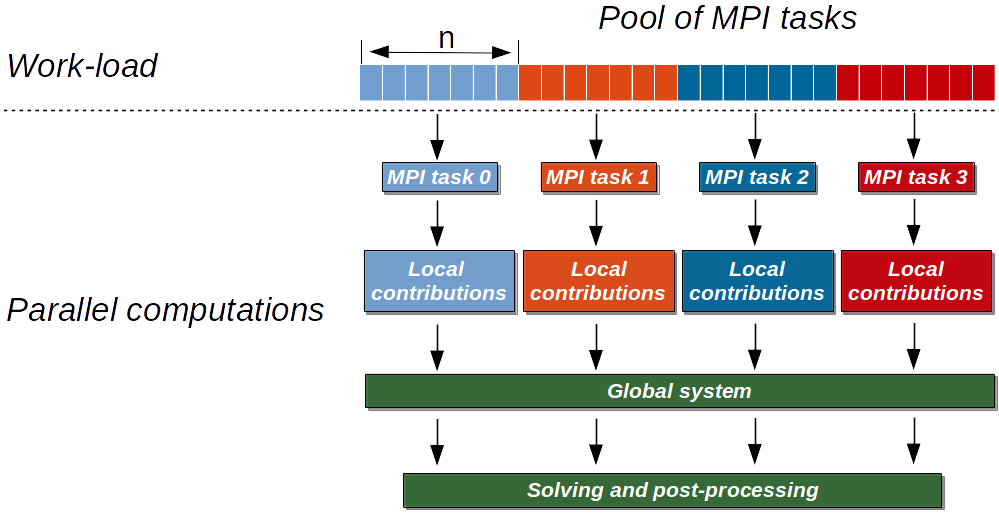 Pool of MPI tasks
n
Work-load
MPI task 0
MPI task 1
MPI task 2
MPI task 3
Local
contributions
Local
contributions
Local
contributions
Local
contributions
Parallel computations
Global system
Solving and post-processing